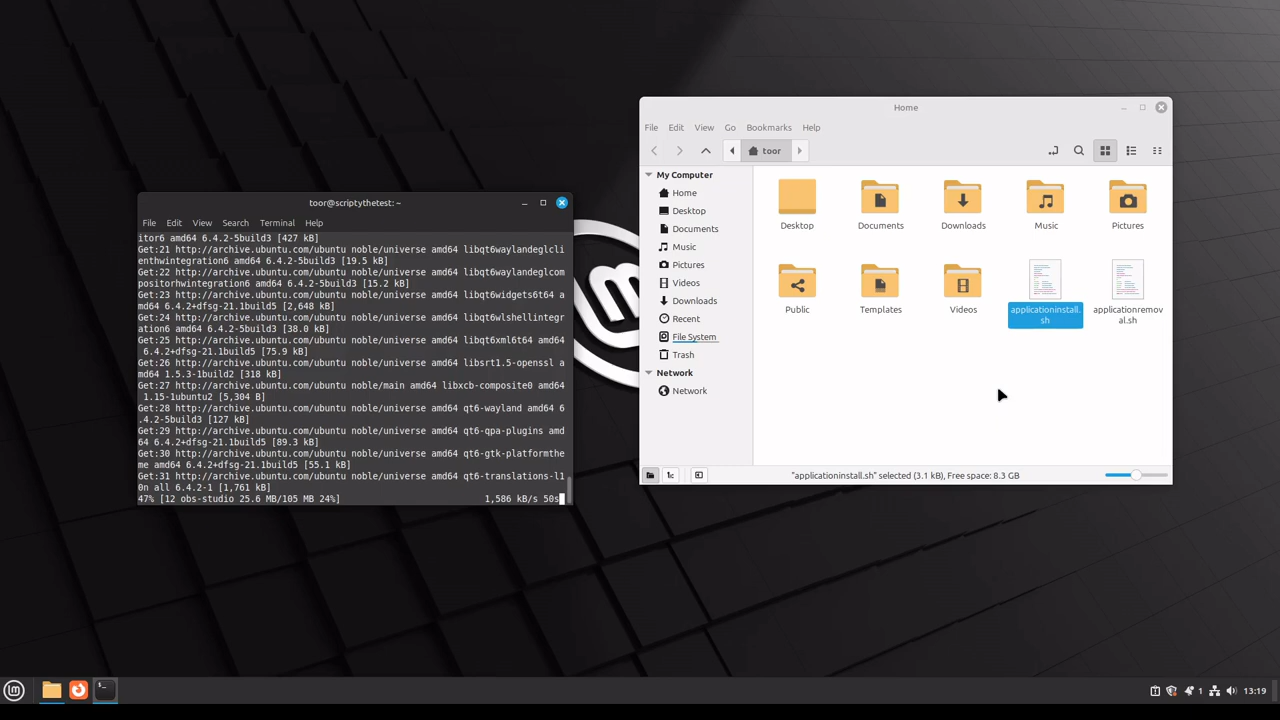 Home
File Edit View Go Bookmarks Help
toor
My Computer
Home
Desktop
Documents
Music
Pictures
Videos
Downloads
Recent
File System
Trash
Network
Network
Desktop
Documents
Downloads
Music
Pictures
Public
Templates
Videos
applicationinstall.
sh
applicationremov
al.sh
"applicationinstall.sh" selected (3.1 kB), Free space: 8.3 GB
toor@scriptythetest: ~
File Edit View Search Terminal Help
itor6 amd64 6.4.2-5build3 [427 kB]
Get:21 http://archive.ubuntu.com/ubuntu noble/universe amd64 libqt6waylandeglcli
enthwintegration6 amd64 6.4.2-5build3 [19.5 kB]
Get:22 http://archive.ubuntu.com/ubuntu noble/universe amd64 libqt6waylandeglcom
positorhwintegration6 amd64 6.4.2-5build3 [15.2 kB]
Get:23 http://archive.ubuntu.com/ubuntu noble/universe amd64 libqt6widgets6t64 a
md64 6.4.2+dfsg-21.1build5 [2,648 kB]
Get:24 http://archive.ubuntu.com/ubuntu noble/universe amd64 libqt6wlshellintegr
ation6 amd64 6.4.2-5build3 [38.0 kB]
Get:25 http://archive.ubuntu.com/ubuntu noble/universe amd64 libqt6xml6t64 amd64
6.4.2+dfsg-21.1build5 [75.9 kB]
Get:26 http://archive.ubuntu.com/ubuntu noble/universe amd64 libsrt1.5-openssl a
md64 1.5.3-1build2 [318 kB]
Get:27 http://archive.ubuntu.com/ubuntu noble/main amd64 libxcb-composite0 amd64
1.15-1ubuntu2 [5,304 B]
Get:28 http://archive.ubuntu.com/ubuntu noble/universe amd64 qt6-wayland amd64 6
.4.2-5build3 [127 kB]
Get:29 http://archive.ubuntu.com/ubuntu noble/universe amd64 qt6-qpa-plugins amd
64 6.4.2+dfsg-21.1build5 [89.3 kB]
Get:30 http://archive.ubuntu.com/ubuntu noble/universe amd64 qt6-gtk-platformthe
me amd64 6.4.2+dfsg-21.1build5 [55.1 kB]
Get:31 http://archive.ubuntu.com/ubuntu noble/universe amd64 qt6-translations-l1
0n all 6.4.2-1 [1,761 kB]
47% [12 obs-studio 25.6 MB/105 MB 24%] 1,586 kB/s 50s
1 13:19